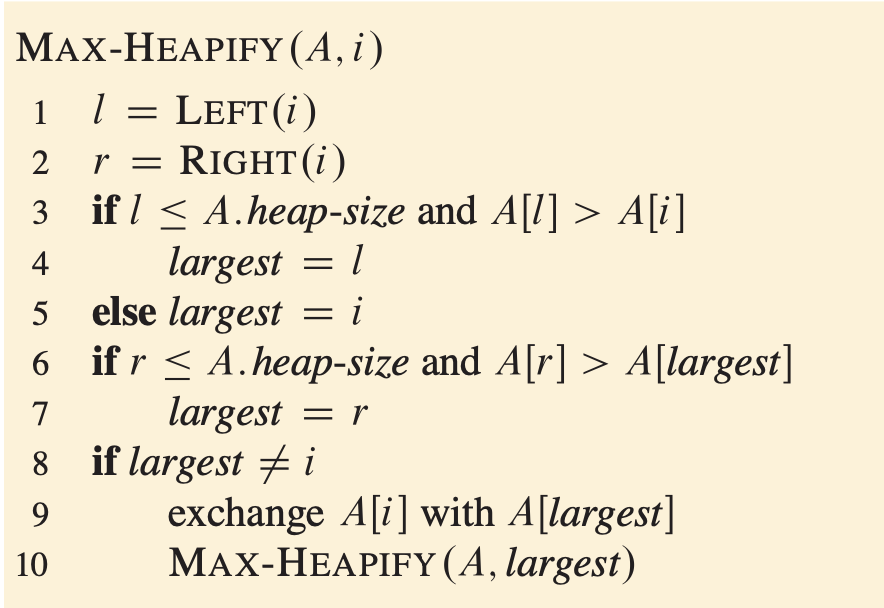 MAX-HEAPIFY(A, i)
1 l = LEFT(i)
2 r = RIGHT(i)
3 if l ≤ A.heap-size and A[l] > A[i]
4 largest = l
5 else largest = i
6 if r ≤ A.heap-size and A[r] > A[largest]
7 largest = r
8 if largest ≠ i
9 exchange A[i] with A[largest]
10 MAX-HEAPIFY(A, largest)